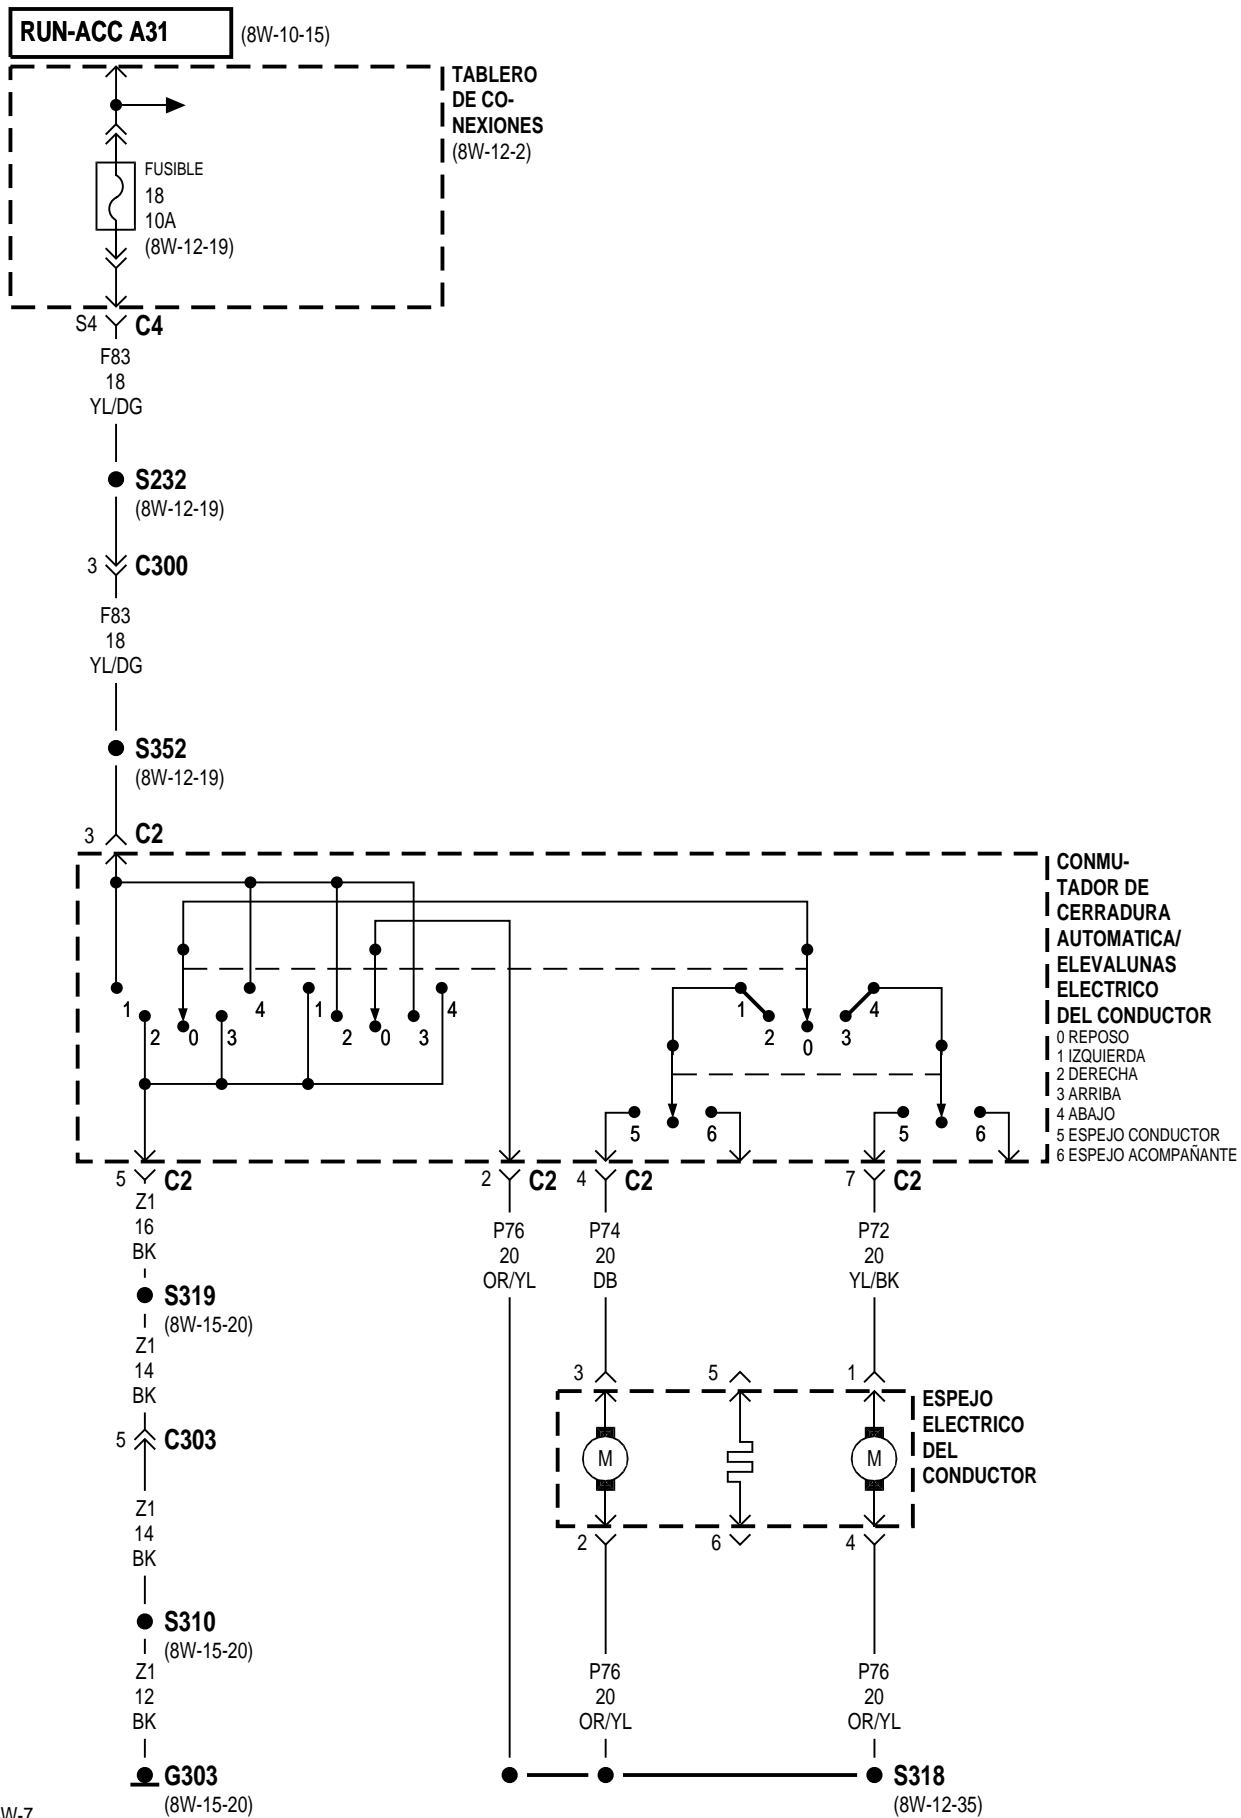 RUN-ACC A31 (8W-10-15)
TABLERO
DE CO-
NEXIONES
(8W-12-2)
FUSIBLE
18
10A
(8W-12-19)
S4 C4
F83
18
YL/DG
S232
(8W-12-19)
3 C300
F83
18
YL/DG
S352
(8W-12-19)
3 C2
CONMU-
TADOR DE
CERRADURA
AUTOMATICA/
ELEVALUNAS
ELECTRICO
DEL CONDUCTOR
0 REPOSO
1 IZQUIERDA
2 DERECHA
3 ARRIBA
4 ABAJO
5 ESPEJO CONDUCTOR
6 ESPEJO ACOMPAÑANTE
1 4 1 4 1 4
2 0 3 2 0 3 2 0 3
5 6 5 6
5 C2 2 C2 4 C2 7 C2
Z1
16
BK
P76
20
OR/YL
P74
20
DB
P72
20
YL/BK
S319
(8W-15-20)
Z1
14
BK
3 5 1
ESPEJO
ELECTRICO
DEL
CONDUCTOR
M M
2 6 4
5 C303
Z1
14
BK
S310
(8W-15-20)
Z1
12
BK
P76
20
OR/YL
P76
20
OR/YL
G303
(8W-15-20)
S318
(8W-12-35)
W-7